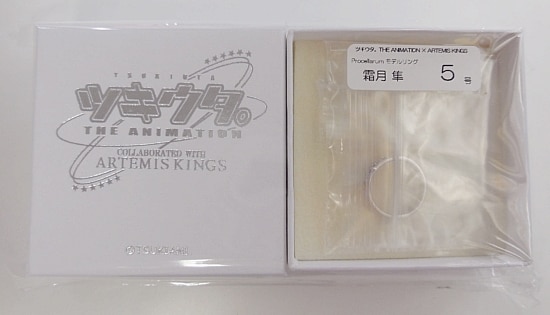 TSUKIUTA
ツキウタ。
THE ANIMATION
COLLABORATED WITH
ARTEMIS KINGS
©TSUKASAKU
ツキウタ。THE ANIMATION × ARTEMIS KINGS
Procellarum モデルリング
霜月 隼 5 号